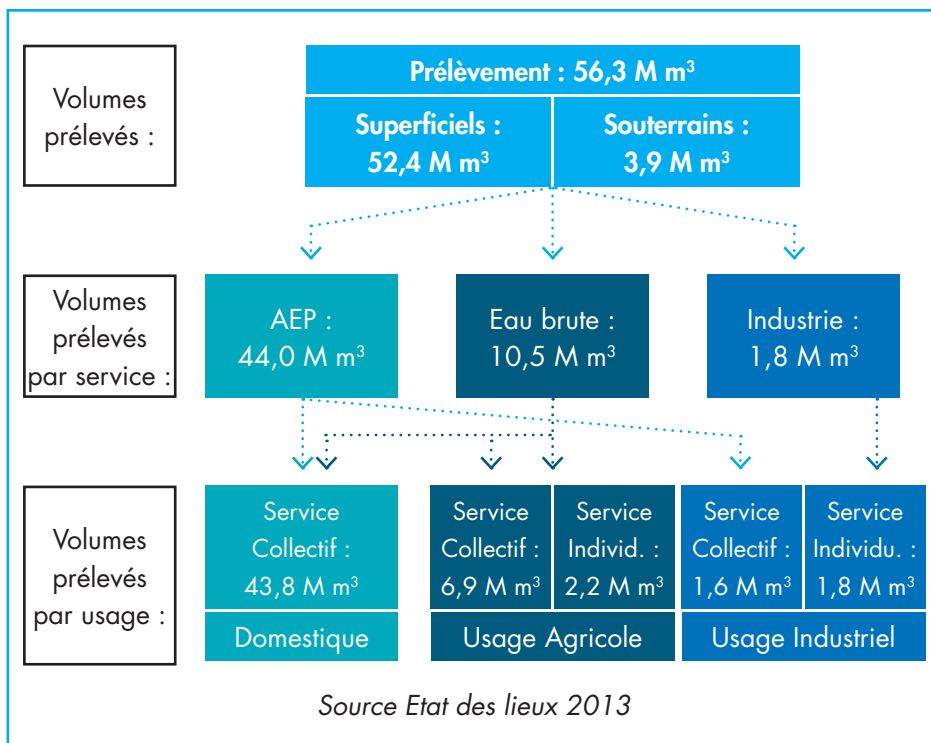 Volumes
prélevés :
Prélèvement : 56,3 M m³
Superficiels :
52,4 M m³
Souterrains :
3,9 M m³
Volumes
prélevés
par service :
AEP :
44,0 M m³
Eau brute :
10,5 M m³
Industrie :
1,8 M m³
Volumes
prélevés
par usage :
Service
Collectif :
43,8 M m³
Domestique
Service
Collectif :
6,9 M m³
Service
Individ. :
2,2 M m³
Usage Agricole
Service
Collectif :
1,6 M m³
Service
Individu. :
1,8 M m³
Usage Industriel
Source Etat des lieux 2013